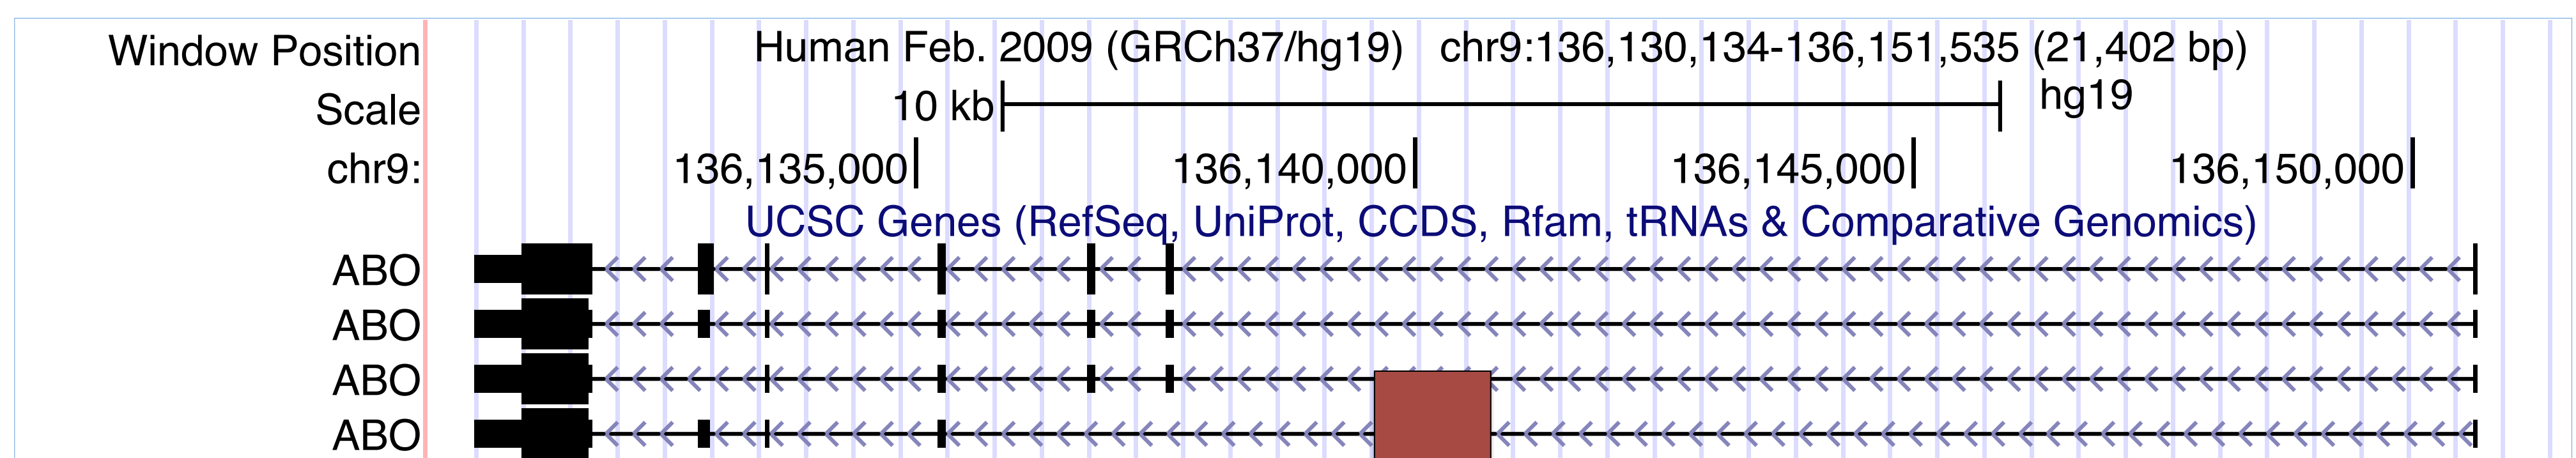 Window Position Human Feb. 2009 (GRCh37/hg19) chr9:136,130,134-136,151,535 (21,402 bp)
Scale 10 kb hg19
chr9: 136,135,000 136,140,000 136,145,000 136,150,000
UCSC Genes (RefSeq, UniProt, CCDS, Rfam, tRNAs & Comparative Genomics)
ABO
ABO
ABO
ABO